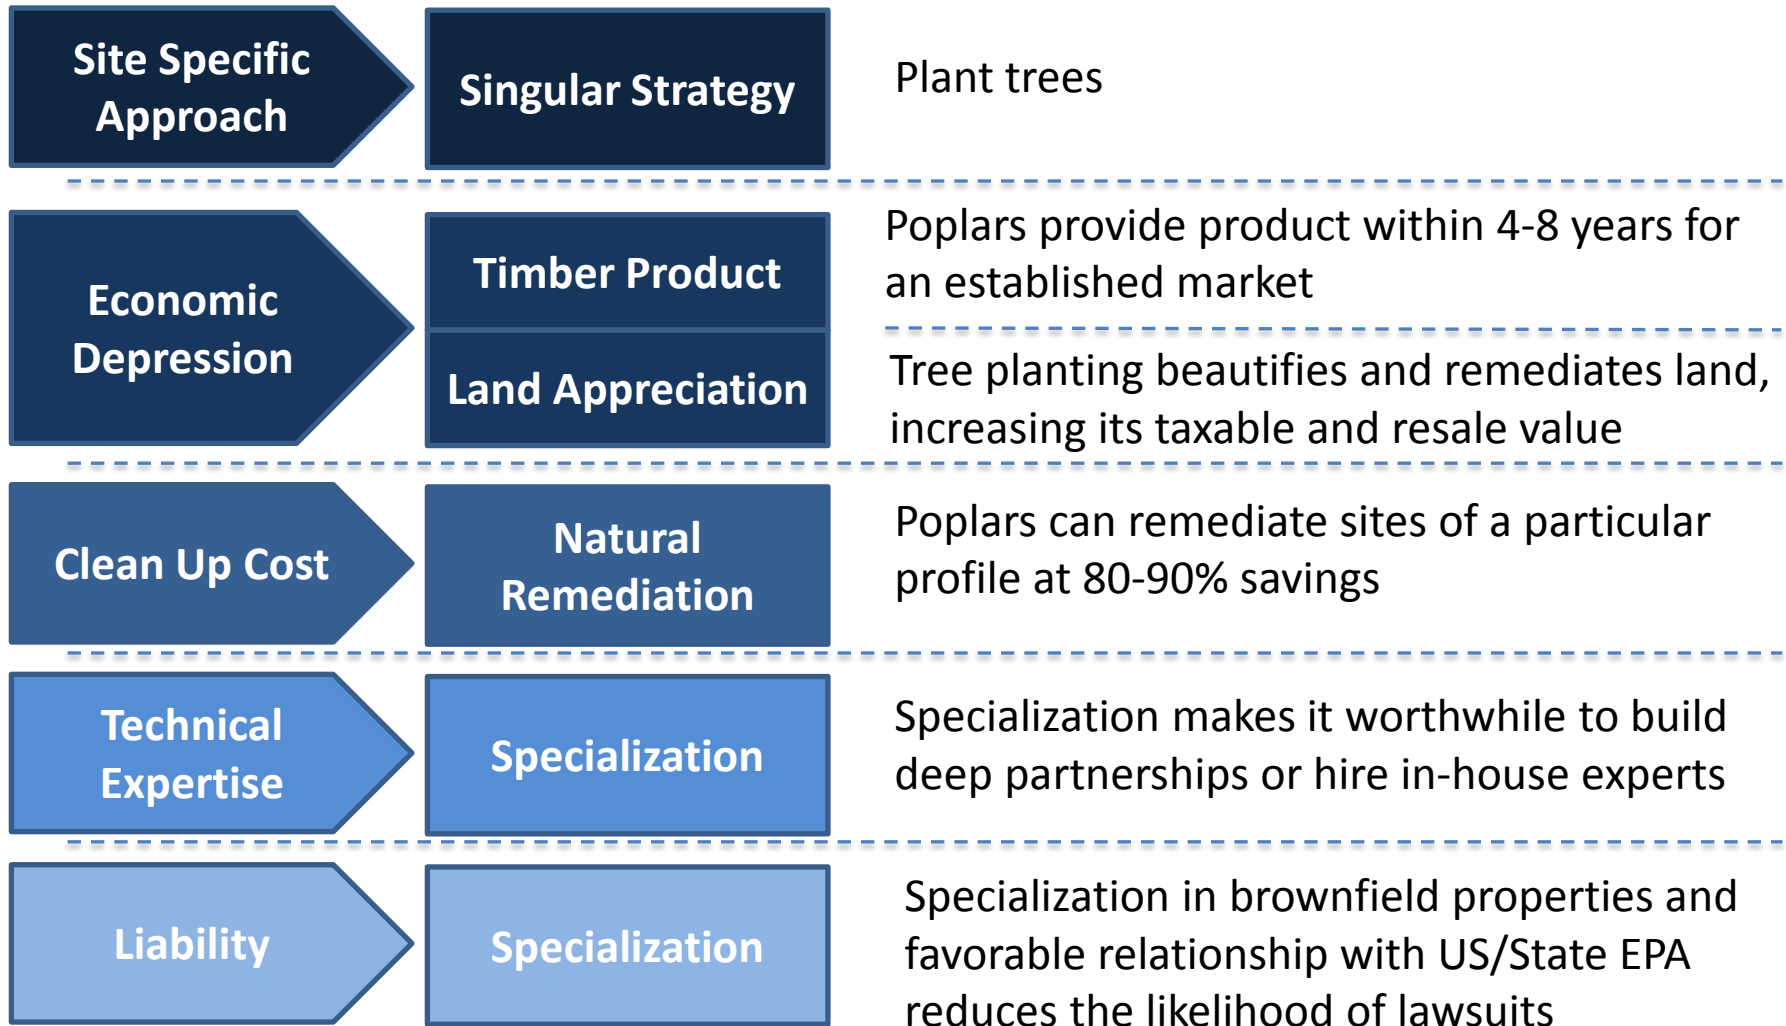 Site Specific
Approach
Singular Strategy
Plant trees
Economic
Depression
Timber Product
Poplars provide product within 4-8 years for
an established market
Land Appreciation
Tree planting beautifies and remediates land,
increasing its taxable and resale value
Clean Up Cost
Natural
Remediation
Poplars can remediate sites of a particular
profile at 80-90% savings
Technical
Expertise
Specialization
Specialization makes it worthwhile to build
deep partnerships or hire in-house experts
Liability
Specialization
Specialization in brownfield properties and
favorable relationship with US/State EPA
reduces the likelihood of lawsuits